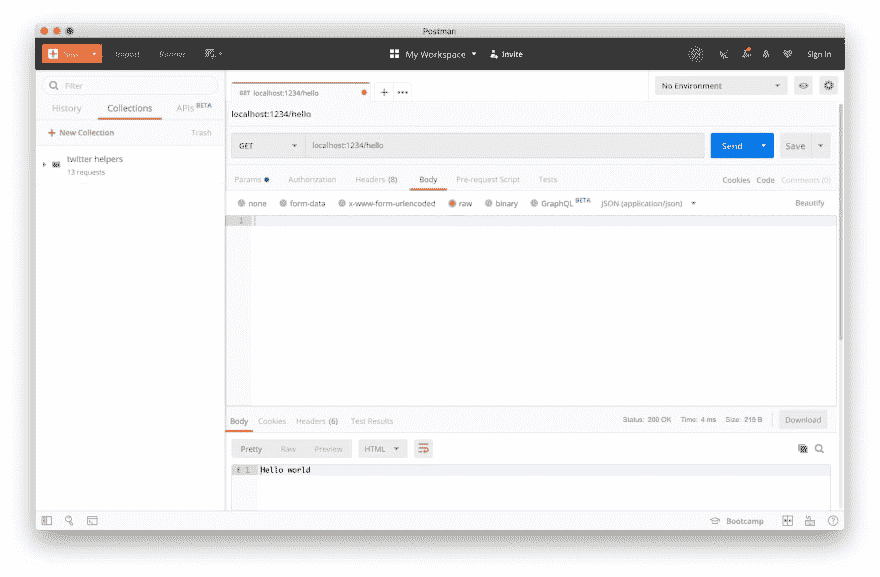 Postman
New Import Runner My Workspace Invite Sign In
Filter
History Collections APIs BETA
+ New Collection Trash
twitter helpers
13 requests
GET localhost:1234/hello + ••• No Environment
localhost:1234/hello
GET localhost:1234/hello Send Save
Params Authorization Headers (8) Body Pre-request Script Tests Cookies Code Comments (0)
none form-data x-www-form-urlencoded raw binary GraphQL BETA JSON (application/json) Beautify
1
Body Cookies Headers (6) Test Results Status: 200 OK Time: 4 ms Size: 219 B Download
Pretty Raw Preview HTML
1 Hello world
Bootcamp